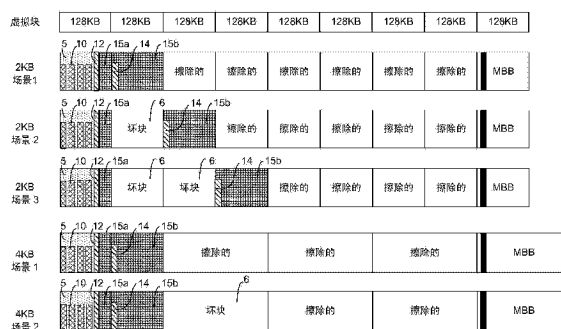 虚拟块 128KB 128KB 128KB 128KB 128KB 128KB 128KB 128KB 128KB
5 10 12 15a 14 15b
2KB 场景1 擦除的 擦除的 擦除的 擦除的 擦除的 MBB
5 10 12 15a 6 14 15b
2KB 场景2 坏块 擦除的 擦除的 擦除的 擦除的 MBB
5 10 12 15a 6 6 14 15b
2KB 场景 3 坏块 坏块 擦除的 擦除的 擦除的 MBB
5 10 12 15a 14 15b
4KB 场景 1 擦除的 擦除的 MBB
5 10 12 15a 14 15b 6
4KB 场景 2 坏块 擦除的 MBB